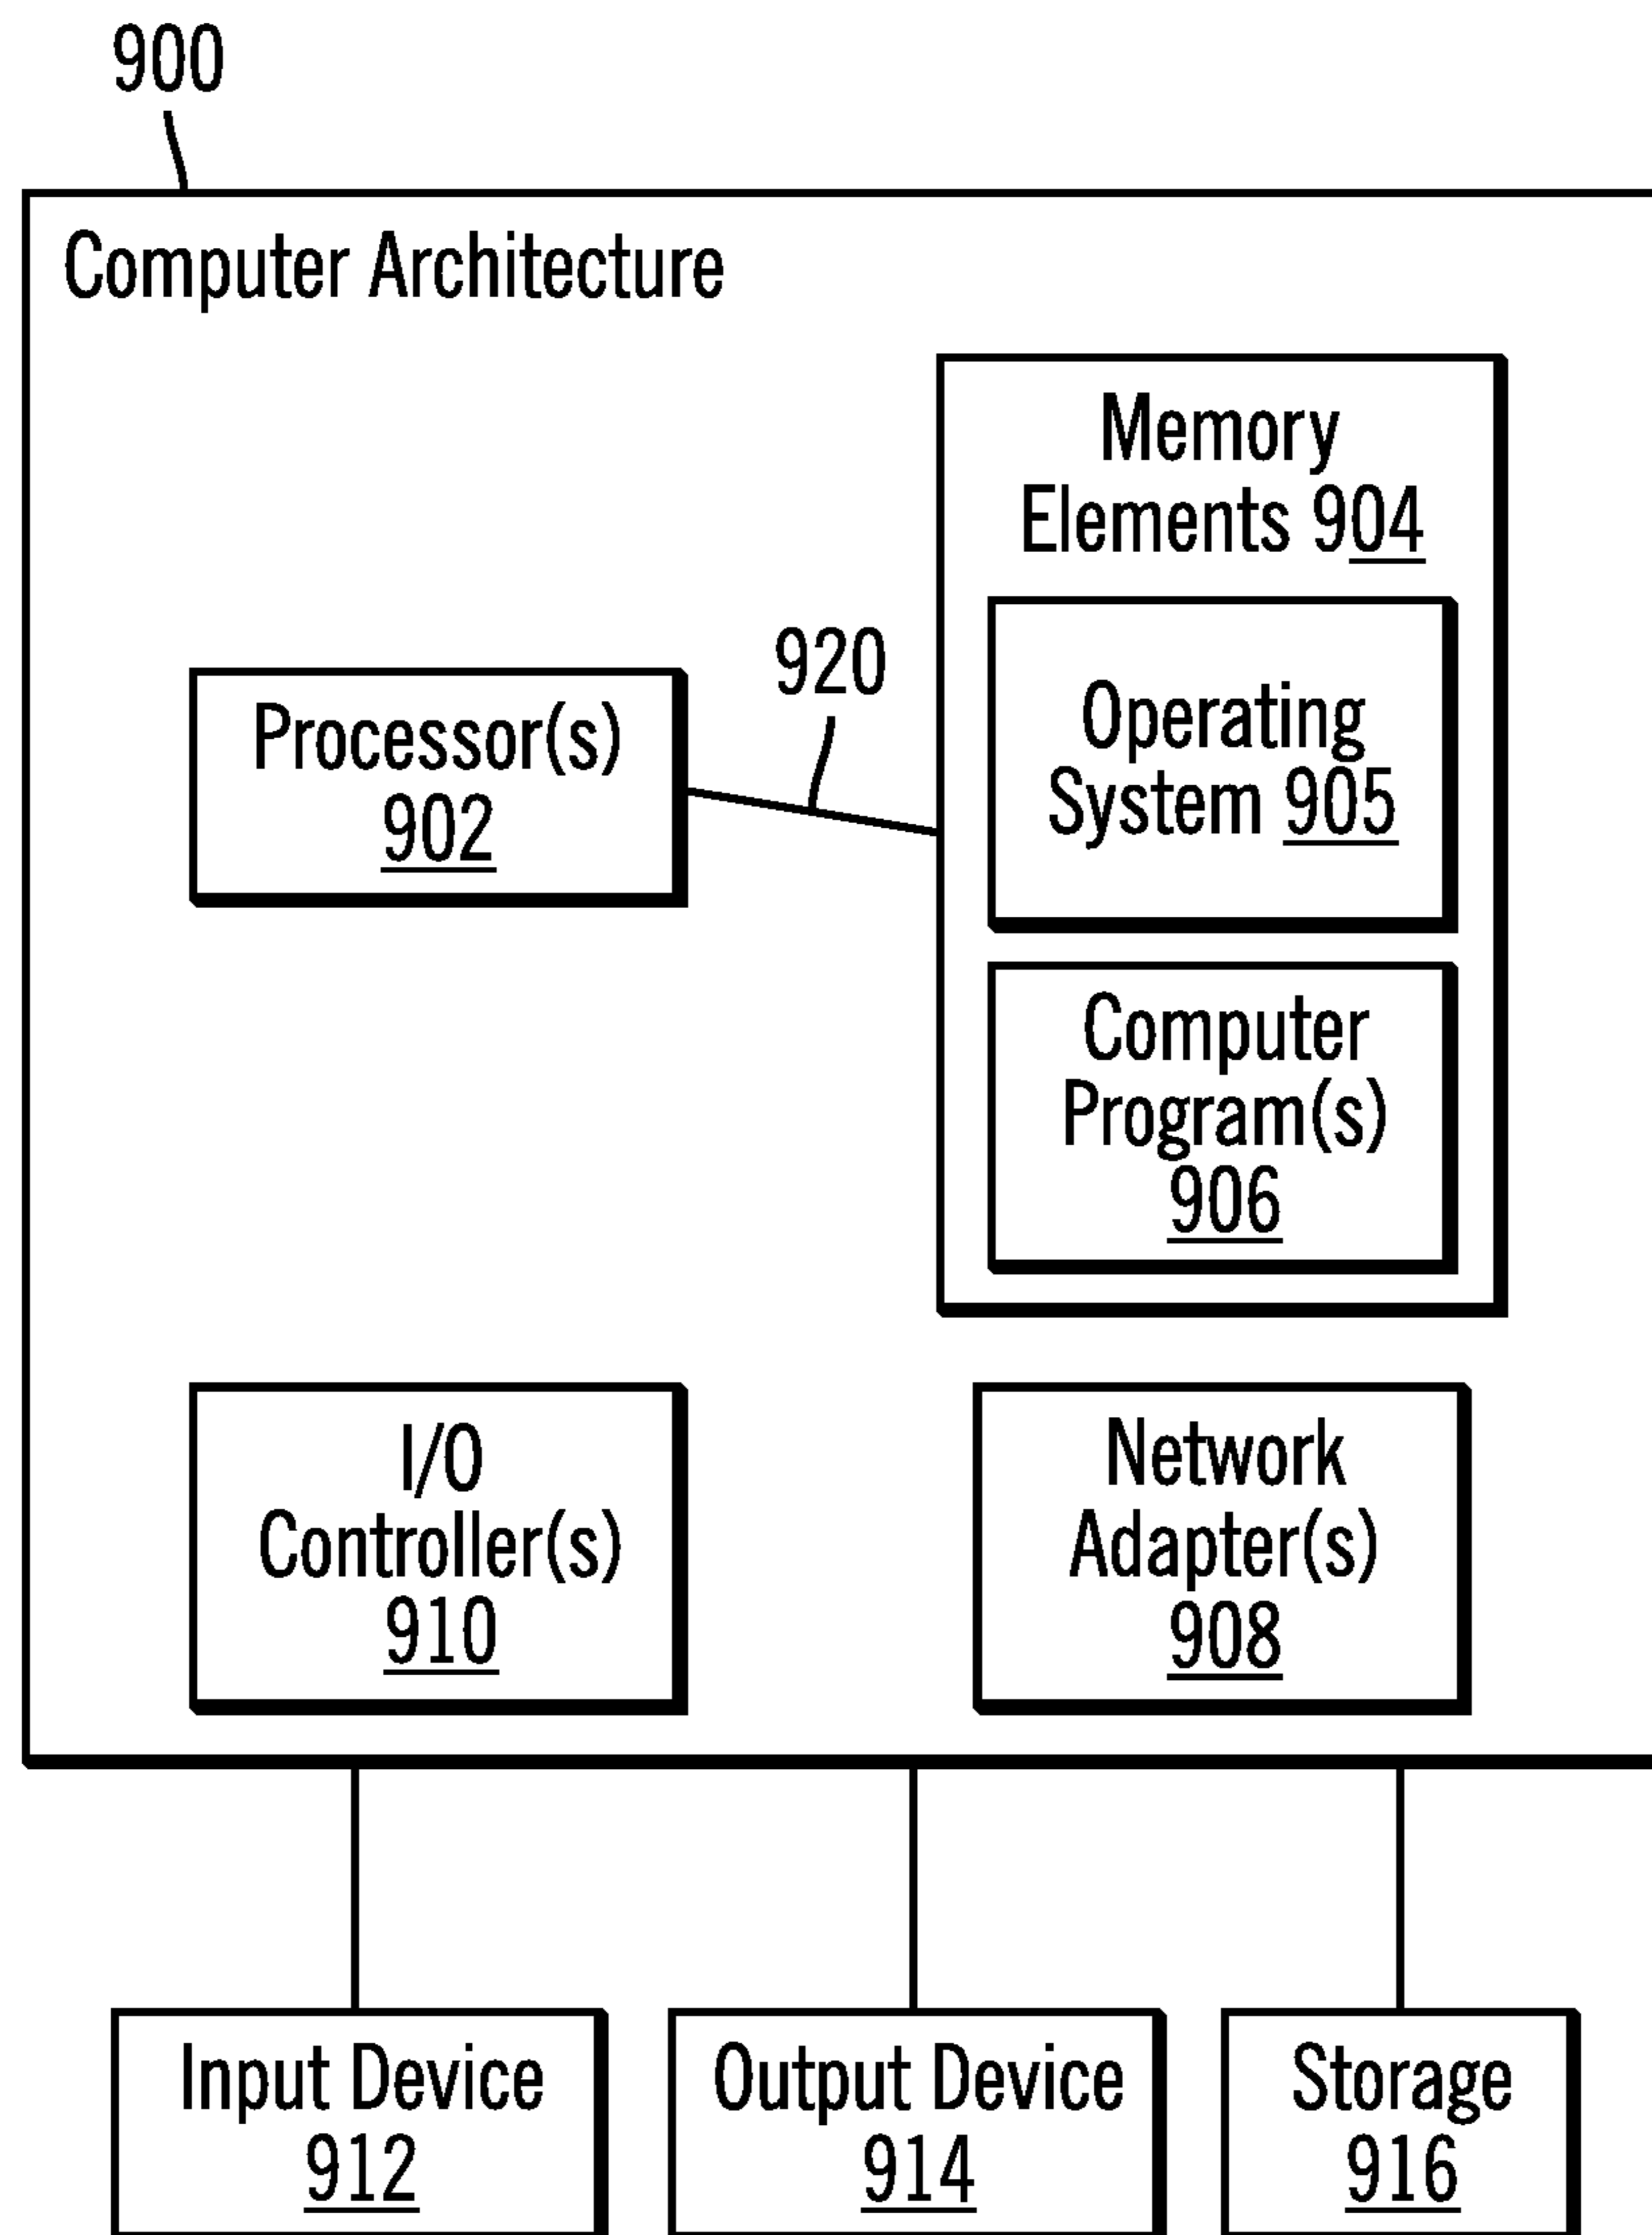 900
Computer Architecture
Memory
Elements 904
Operating
System 905
920
Processor(s)
902
Computer
Program(s)
906
I/O
Controller(s)
910
Network
Adapter(s)
908
Input Device
912
Output Device
914
Storage
916